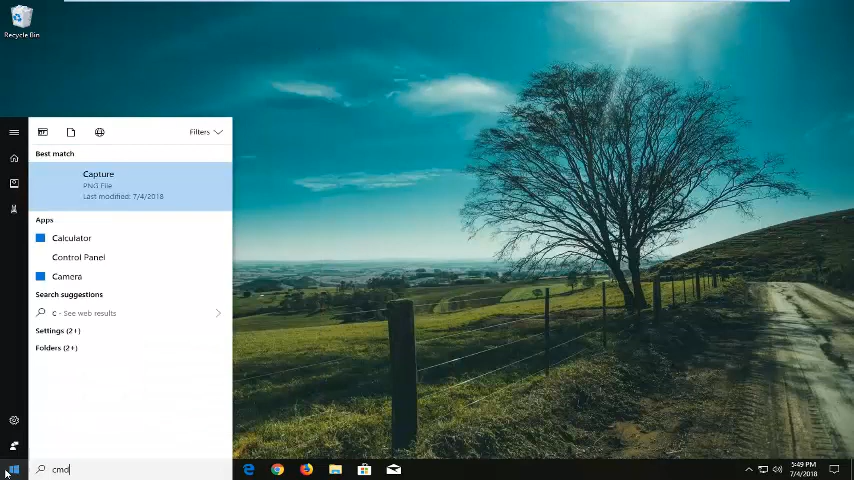 Recycle Bin
Filters
Best match
Capture
PNG File
Last modified: 7/4/2018
Apps
Calculator
Control Panel
Camera
Search suggestions
c - See web results
Settings (2+)
Folders (2+)
cmd
5:49 PM
7/4/2018